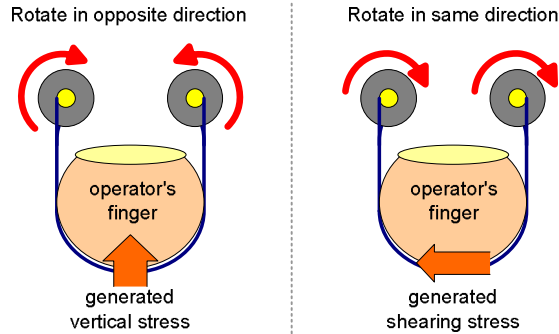 Rotate in opposite direction
operator's
finger
generated
vertical stress
Rotate in same direction
operator's
finger
generated
shearing stress